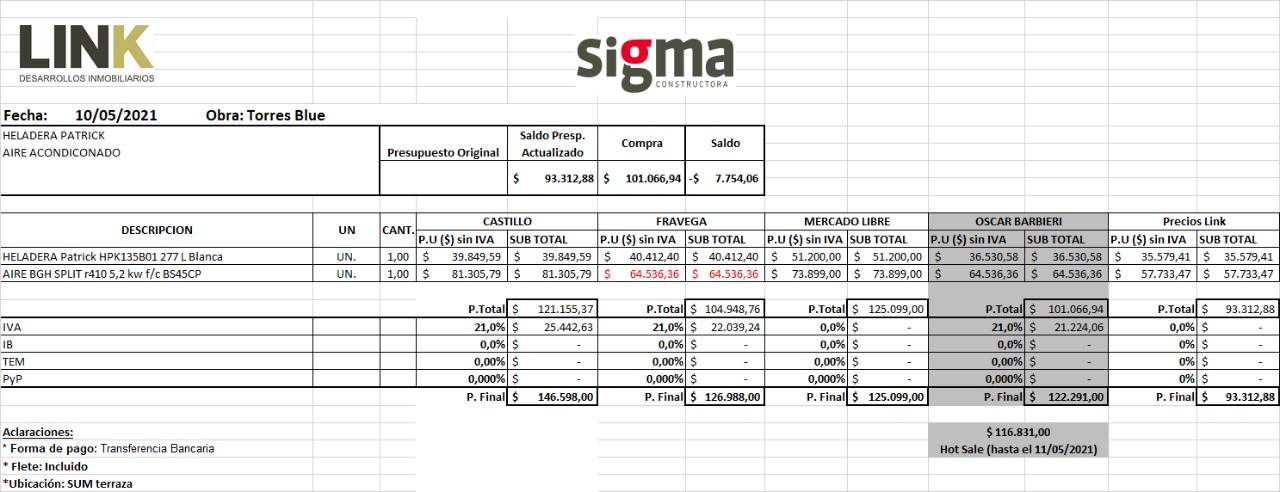 LINK
DESARROLLOS INMOBILIARIOS
sigma
CONSTRUCTORA
Fecha: 10/05/2021 Obra: Torres Blue
HELADERA PATRICK
AIRE ACONDICONADO
Presupuesto Original Saldo Presp. Actualizado Compra Saldo
$ 93.312,88 $ 101.066,94 -$ 7.754,06
DESCRIPCION UN CANT. CASTILLO FRAVEGA MERCADO LIBRE OSCAR BARBIERI Precios Link
P.U ($) sin IVA SUB TOTAL P.U ($) sin IVA SUB TOTAL P.U ($) sin IVA SUB TOTAL P.U ($) sin IVA SUB TOTAL P.U ($) sin IVA SUB TOTAL
HELADERA Patrick HPK135B01 277 L Blanca UN. 1,00 $ 39.849,59 $ 39.849,59 $ 40.412,40 $ 40.412,40 $ 51.200,00 $ 51.200,00 $ 36.530,58 $ 36.530,58 $ 35.579,41 $ 35.579,41
AIRE BGH SPLIT r410 5,2 kw f/c BS45CP UN. 1,00 $ 81.305,79 $ 81.305,79 $ 64.536,36 $ 64.536,36 $ 73.899,00 $ 73.899,00 $ 64.536,36 $ 64.536,36 $ 57.733,47 $ 57.733,47
P.Total $ 121.155,37 P.Total $ 104.948,76 P.Total $ 125.099,00 P.Total $ 101.066,94 P.Total $ 93.312,88
IVA 21,0% $ 25.442,63 21,0% $ 22.039,24 0,0% $ - 21,0% $ 21.224,06 0,0% $ -
IB 0,0% $ - 0,0% $ - 0,0% $ - 0,0% $ - 0% $ -
TEM 0,00% $ - 0,00% $ - 0,00% $ - 0,00% $ - 0% $ -
PyP 0,000% $ - 0,000% $ - 0,000% $ - 0,000% $ - 0% $ -
P. Final $ 146.598,00 P. Final $ 126.988,00 P. Final $ 125.099,00 P. Final $ 122.291,00 P. Final $ 93.312,88
Aclaraciones:
$ 116.831,00
* Forma de pago: Transferencia Bancaria
Hot Sale (hasta el 11/05/2021)
* Flete: Incluido
*Ubicación: SUM terraza